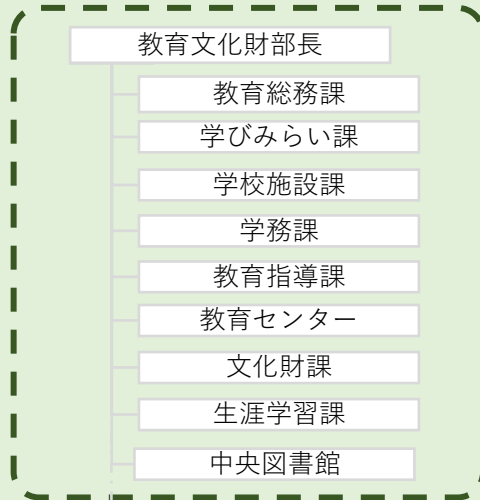 教育文化財部長
教育総務課
学びみらい課
学校施設課
学務課
教育指導課
教育センター
文化財課
生涯学習課
中央図書館